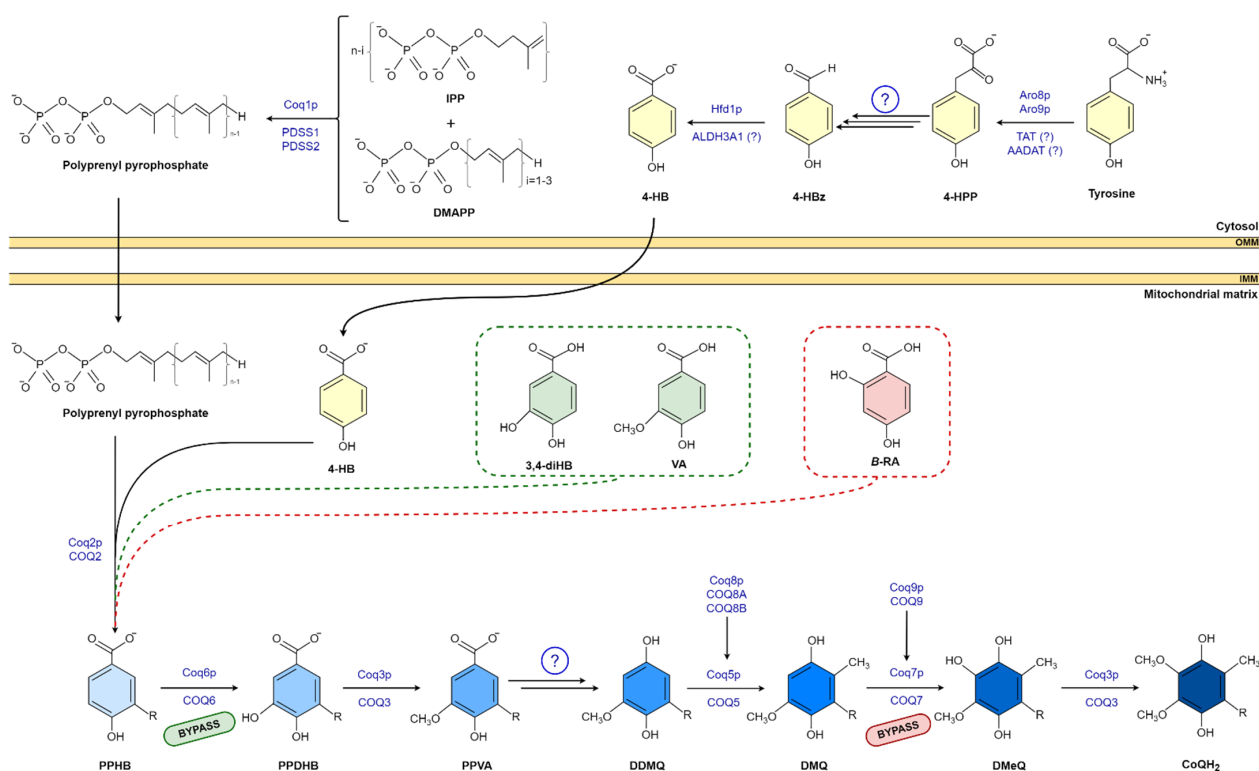 n-i
IPP
+
i=1-3
DMAPP
n-1
Polyprenyl pyrophosphate
Coq1p
PDSS1
PDSS2
4-HB
Hfd1p
ALDH3A1 (?)
4-HBz
?
4-HPP
Aro8p
Aro9p
TAT (?)
AADAT (?)
Tyrosine
Cytosol
OMM
IMM
Mitochondrial matrix
n-1
Polyprenyl pyrophosphate
4-HB
3,4-diHB
VA
B-RA
Coq2p
COQ2
PPHB
Coq6p
COQ6
BYPASS
PPDHB
Coq3p
COQ3
PPVA
?
DDMQ
Coq8p
COQ8A
COQ8B
Coq5p
COQ5
DMQ
Coq9p
COQ9
Coq7p
COQ7
BYPASS
DMeQ
Coq3p
COQ3
CoQH₂